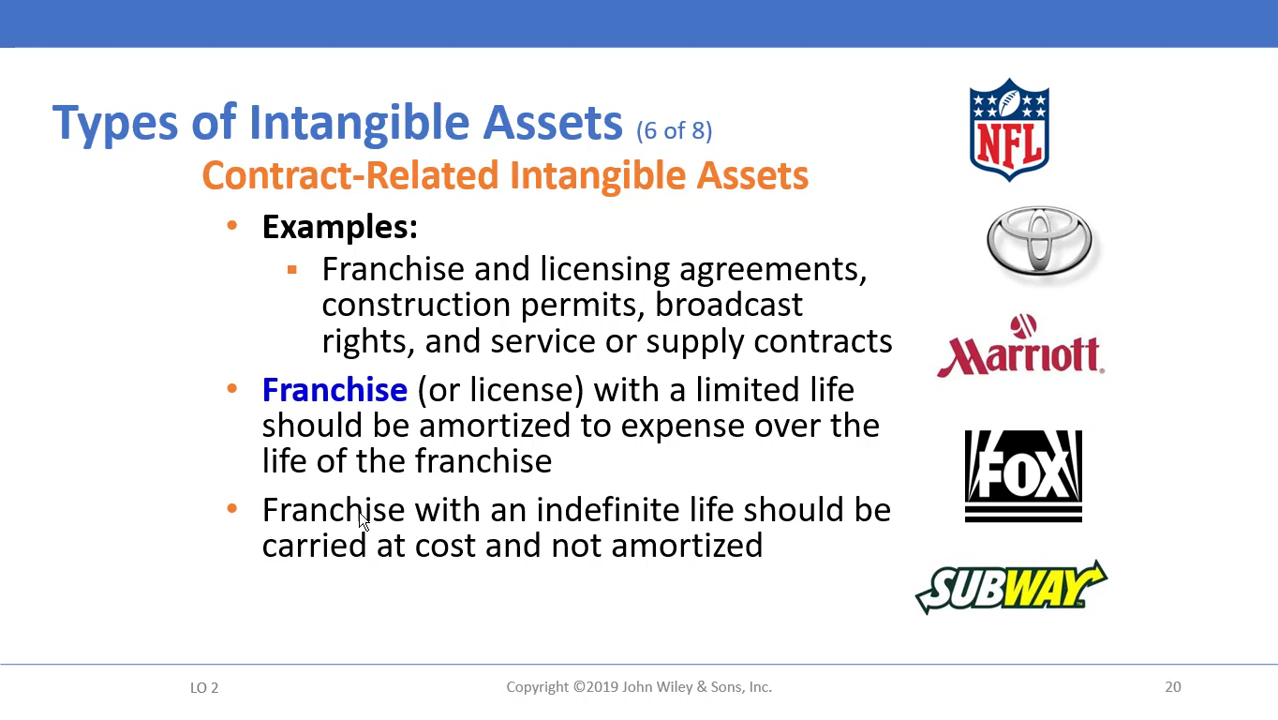 Types of Intangible Assets (6 of 8)
Contract-Related Intangible Assets
• Examples:
▪ Franchise and licensing agreements,
construction permits, broadcast
rights, and service or supply contracts
• Franchise (or license) with a limited life
should be amortized to expense over the
life of the franchise
• Franchise with an indefinite life should be
carried at cost and not amortized
NFL
Marriott
FOX
SUBWAY
LO 2
Copyright ©2019 John Wiley & Sons, Inc.
20